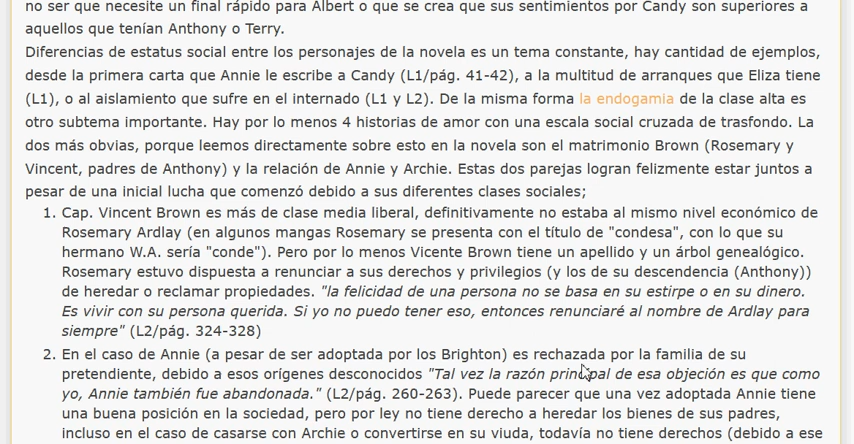 no ser que necesite un final rápido para Albert o que se crea que sus sentimientos por Candy son superiores a
aquellos que tenían Anthony o Terry.
Diferencias de estatus social entre los personajes de la novela es un tema constante, hay cantidad de ejemplos,
desde la primera carta que Annie le escribe a Candy (L1/pág. 41-42), a la multitud de arranques que Eliza tiene
(L1), o al aislamiento que sufre en el internado (L1 y L2). De la misma forma la endogamia de la clase alta es
otro subtema importante. Hay por lo menos 4 historias de amor con una escala social cruzada de trasfondo. La
dos más obvias, porque leemos directamente sobre esto en la novela son el matrimonio Brown (Rosemary y
Vincent, padres de Anthony) y la relación de Annie y Archie. Estas dos parejas logran felizmente estar juntos a
pesar de una inicial lucha que comenzó debido a sus diferentes clases sociales;
1. Cap. Vincent Brown es más de clase media liberal, definitivamente no estaba al mismo nivel económico de
Rosemary Ardlay (en algunos mangas Rosemary se presenta con el título de "condesa", con lo que su
hermano W.A. sería "conde"). Pero por lo menos Vicente Brown tiene un apellido y un árbol genealógico.
Rosemary estuvo dispuesta a renunciar a sus derechos y privilegios (y los de su descendencia (Anthony))
de heredar o reclamar propiedades. "la felicidad de una persona no se basa en su estirpe o en su dinero.
Es vivir con su persona querida. Si yo no puedo tener eso, entonces renunciaré al nombre de Ardlay para
siempre" (L2/pág. 324-328)
2. En el caso de Annie (a pesar de ser adoptada por los Brighton) es rechazada por la familia de su
pretendiente, debido a esos orígenes desconocidos "Tal vez la razón principal de esa objeción es que como
yo, Annie también fue abandonada." (L2/pág. 260-263). Puede parecer que una vez adoptada Annie tiene
una buena posición en la sociedad, pero por ley no tiene derecho a heredar los bienes de sus padres,
incluso en el caso de casarse con Archie o convertirse en su viuda, todavía no tiene derechos (debido a ese